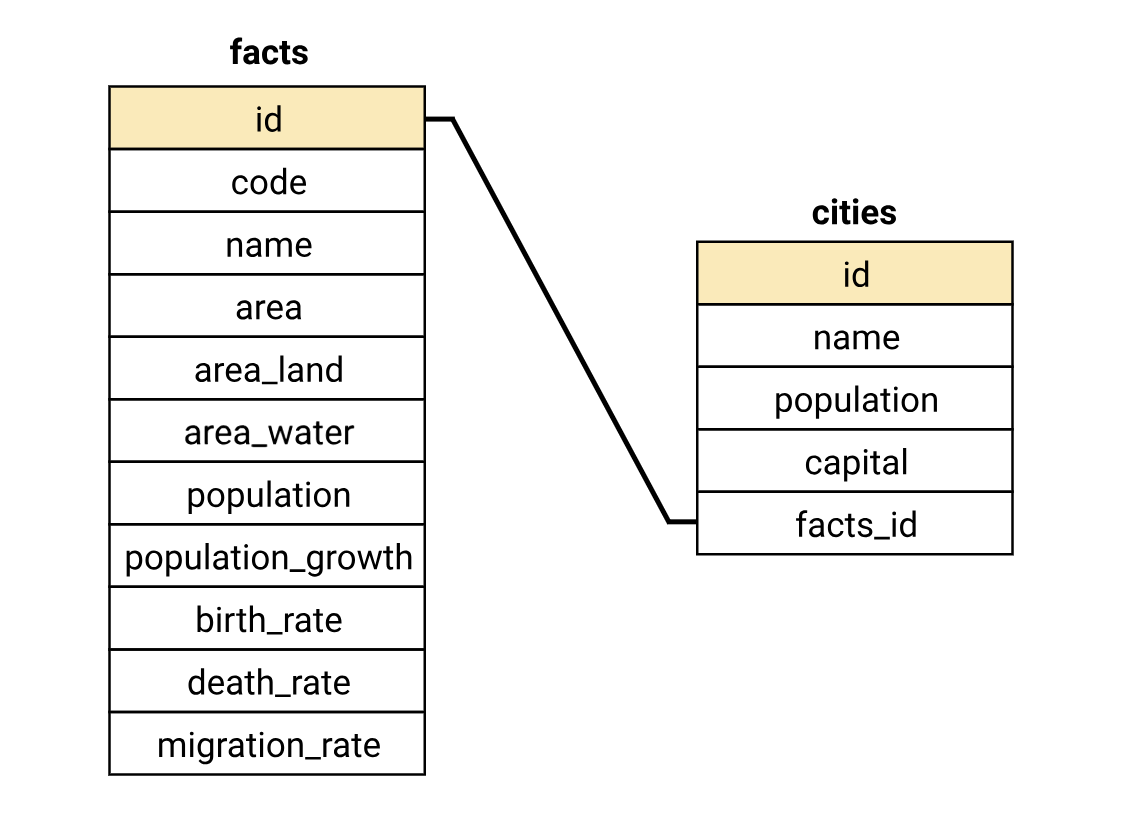 facts
id
code
name
area
area_land
area_water
population
population_growth
birth_rate
death_rate
migration_rate
cities
id
name
population
capital
facts_id